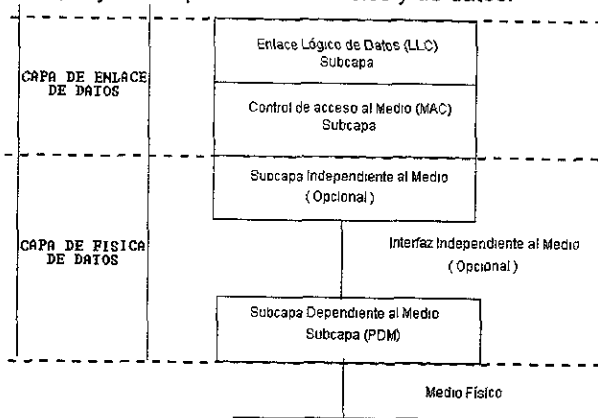 y de datos.
Enlace Lógico de Datos (LLC)
Subcapa
CAPA DE ENLACE
DE DATOS
Control de acceso al Medio (MAC)
Subcapa
Subcapa Independiente al Medio
( Opcional )
CAPA DE FISICA
DE DATOS
Interfaz Independiente al Medio
( Opcional )
Subcapa Dependiente al Medio
Subcapa (PDM)
Medio Físico